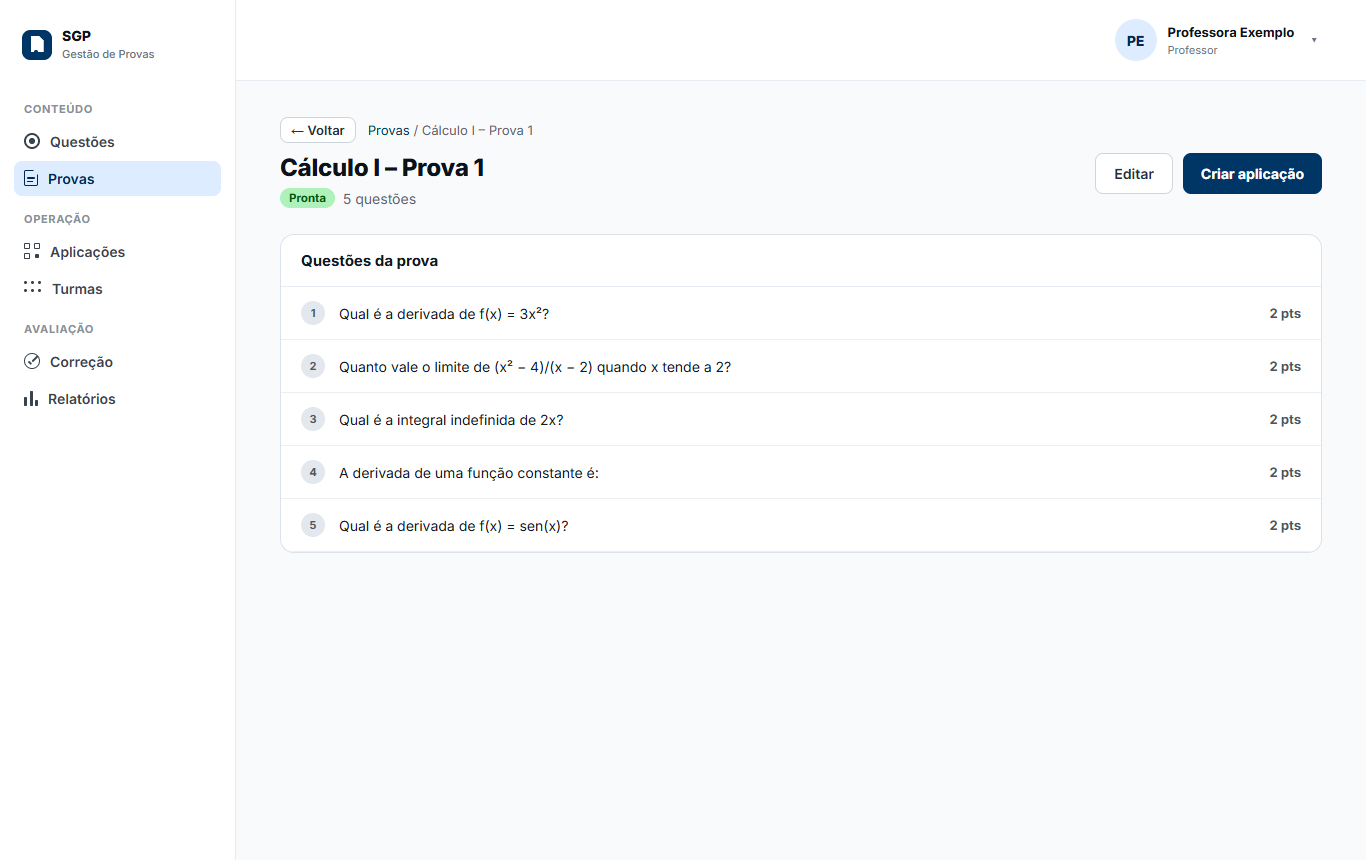 SGP
Gestão de Provas
CONTEÚDO
Questões
Provas
OPERAÇÃO
Aplicações
Turmas
AVALIAÇÃO
Correção
Relatórios
PE
Professora Exemplo
Professor
← Voltar
Provas / Cálculo I – Prova 1
Cálculo I – Prova 1
Pronta 5 questões
Editar
Criar aplicação
Questões da prova
1 Qual é a derivada de f(x) = 3x²? 2 pts
2 Quanto vale o limite de (x² − 4)/(x − 2) quando x tende a 2? 2 pts
3 Qual é a integral indefinida de 2x? 2 pts
4 A derivada de uma função constante é: 2 pts
5 Qual é a derivada de f(x) = sen(x)? 2 pts